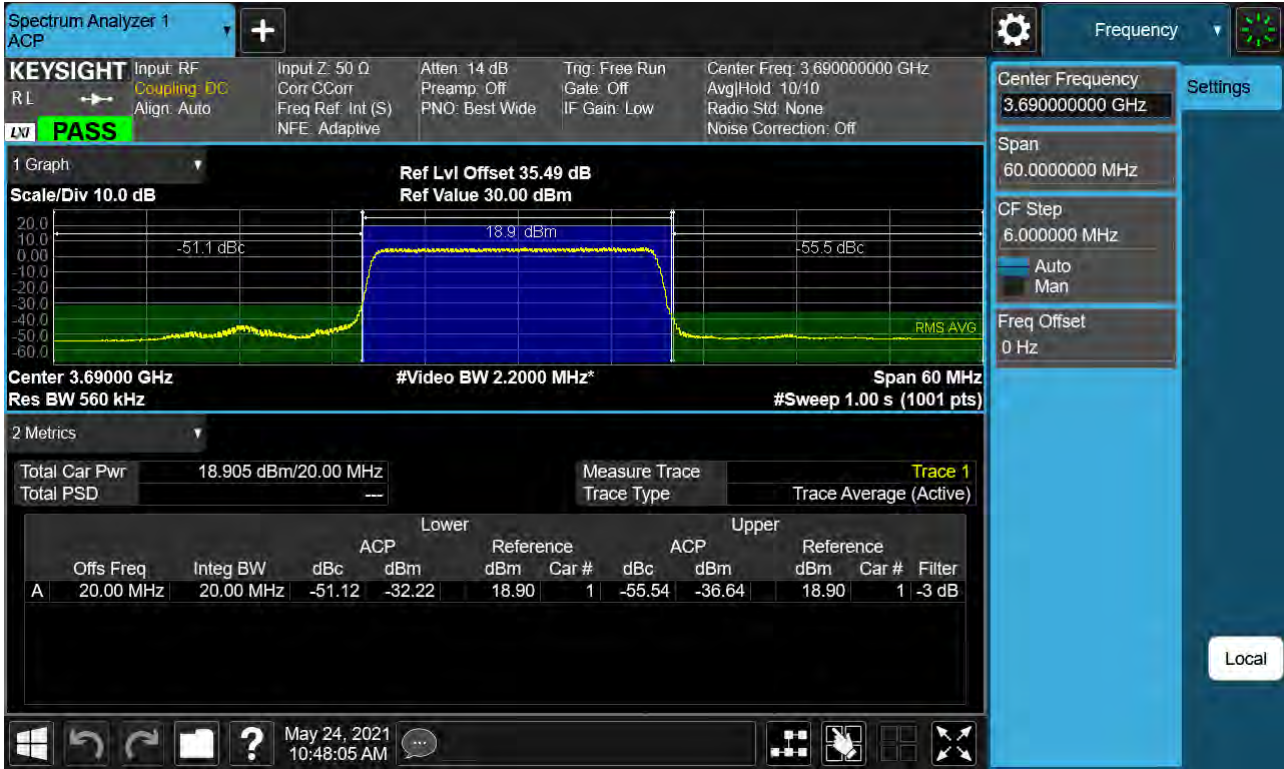 Spectrum Analyzer 1
ACP
+
Frequency
KEYSIGHT
R L
LXI PASS
Input: RF
Coupling: DC
Align: Auto
Input Z: 50 Ω
Corr CCorr
Freq Ref: Int (S)
NFE: Adaptive
Atten: 14 dB
Preamp: Off
PNO: Best Wide
Trig: Free Run
Gate: Off
IF Gain: Low
Center Freq: 3.690000000 GHz
Avg|Hold: 10/10
Radio Std: None
Noise Correction: Off
Center Frequency
3.690000000 GHz
Settings
Span
60.0000000 MHz
CF Step
6.000000 MHz
Auto
Man
Freq Offset
0 Hz
Local
1 Graph
Scale/Div 10.0 dB
Ref Lvl Offset 35.49 dB
Ref Value 30.00 dBm
20.0
10.0
0.00
-10.0
-20.0
-30.0
-40.0
-50.0
-60.0
-51.1 dBc
18.9 dBm
-55.5 dBc
RMS AVG
Center 3.69000 GHz
#Video BW 2.2000 MHz*
Span 60 MHz
Res BW 560 kHz
#Sweep 1.00 s (1001 pts)
2 Metrics
Total Car Pwr 18.905 dBm/20.00 MHz
Total PSD ---
Measure Trace Trace 1
Trace Type Trace Average (Active)
Lower Upper
ACP Reference ACP Reference
Offs Freq Integ BW dBc dBm dBm Car # dBc dBm dBm Car # Filter
A 20.00 MHz 20.00 MHz -51.12 -32.22 18.90 1 -55.54 -36.64 18.90 1 -3 dB
?
May 24, 2021
10:48:05 AM